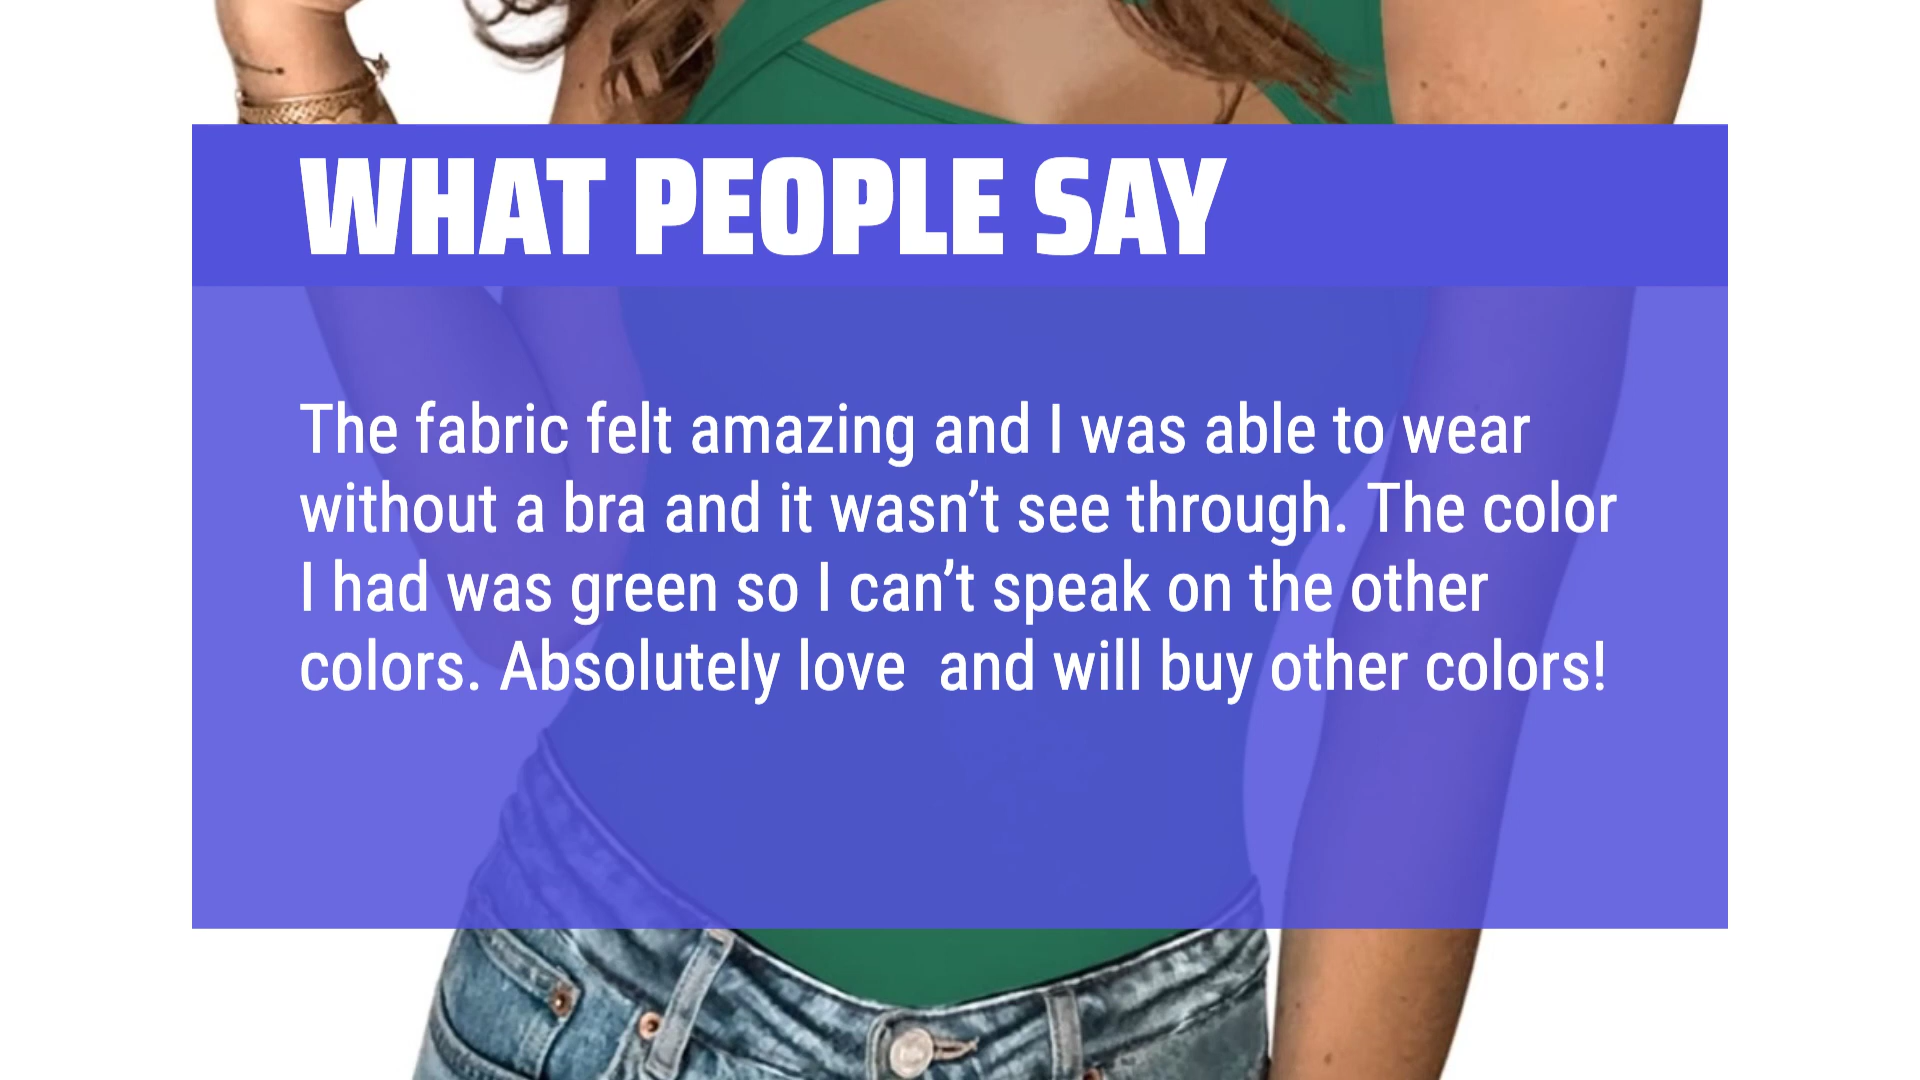 WHAT PEOPLE SAY
The fabric felt amazing and I was able to wear
without a bra and it wasn’t see through. The color
I had was green so I can’t speak on the other
colors. Absolutely love  and will buy other colors!